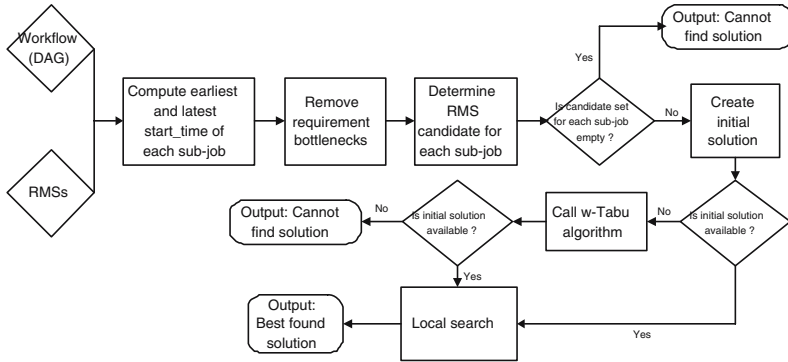 Workflow
(DAG)
RMSs
Compute earliest
and latest
start_time of
each sub-job
Remove
requirement
bottlenecks
Determine
RMS
candidate for
each sub-job
Is candidate set
for each sub-job
empty ?
Yes
Output: Cannot
find solution
No
Create
initial
solution
Is initial solution
available ?
No
Call w-Tabu
algorithm
Is initial solution
available ?
No
Output: Cannot
find solution
Yes
Yes
Local search
Output:
Best found
solution